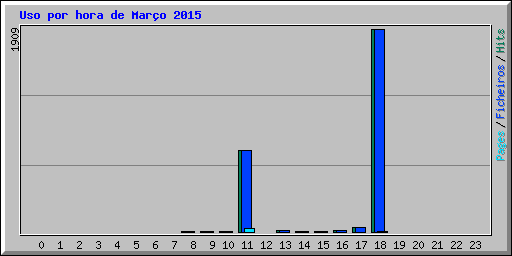 Uso por hora de Março 2015
1909
Pages / Ficheiros / Hits
0 1 2 3 4 5 6 7 8 9 10 11 12 13 14 15 16 17 18 19 20 21 22 23